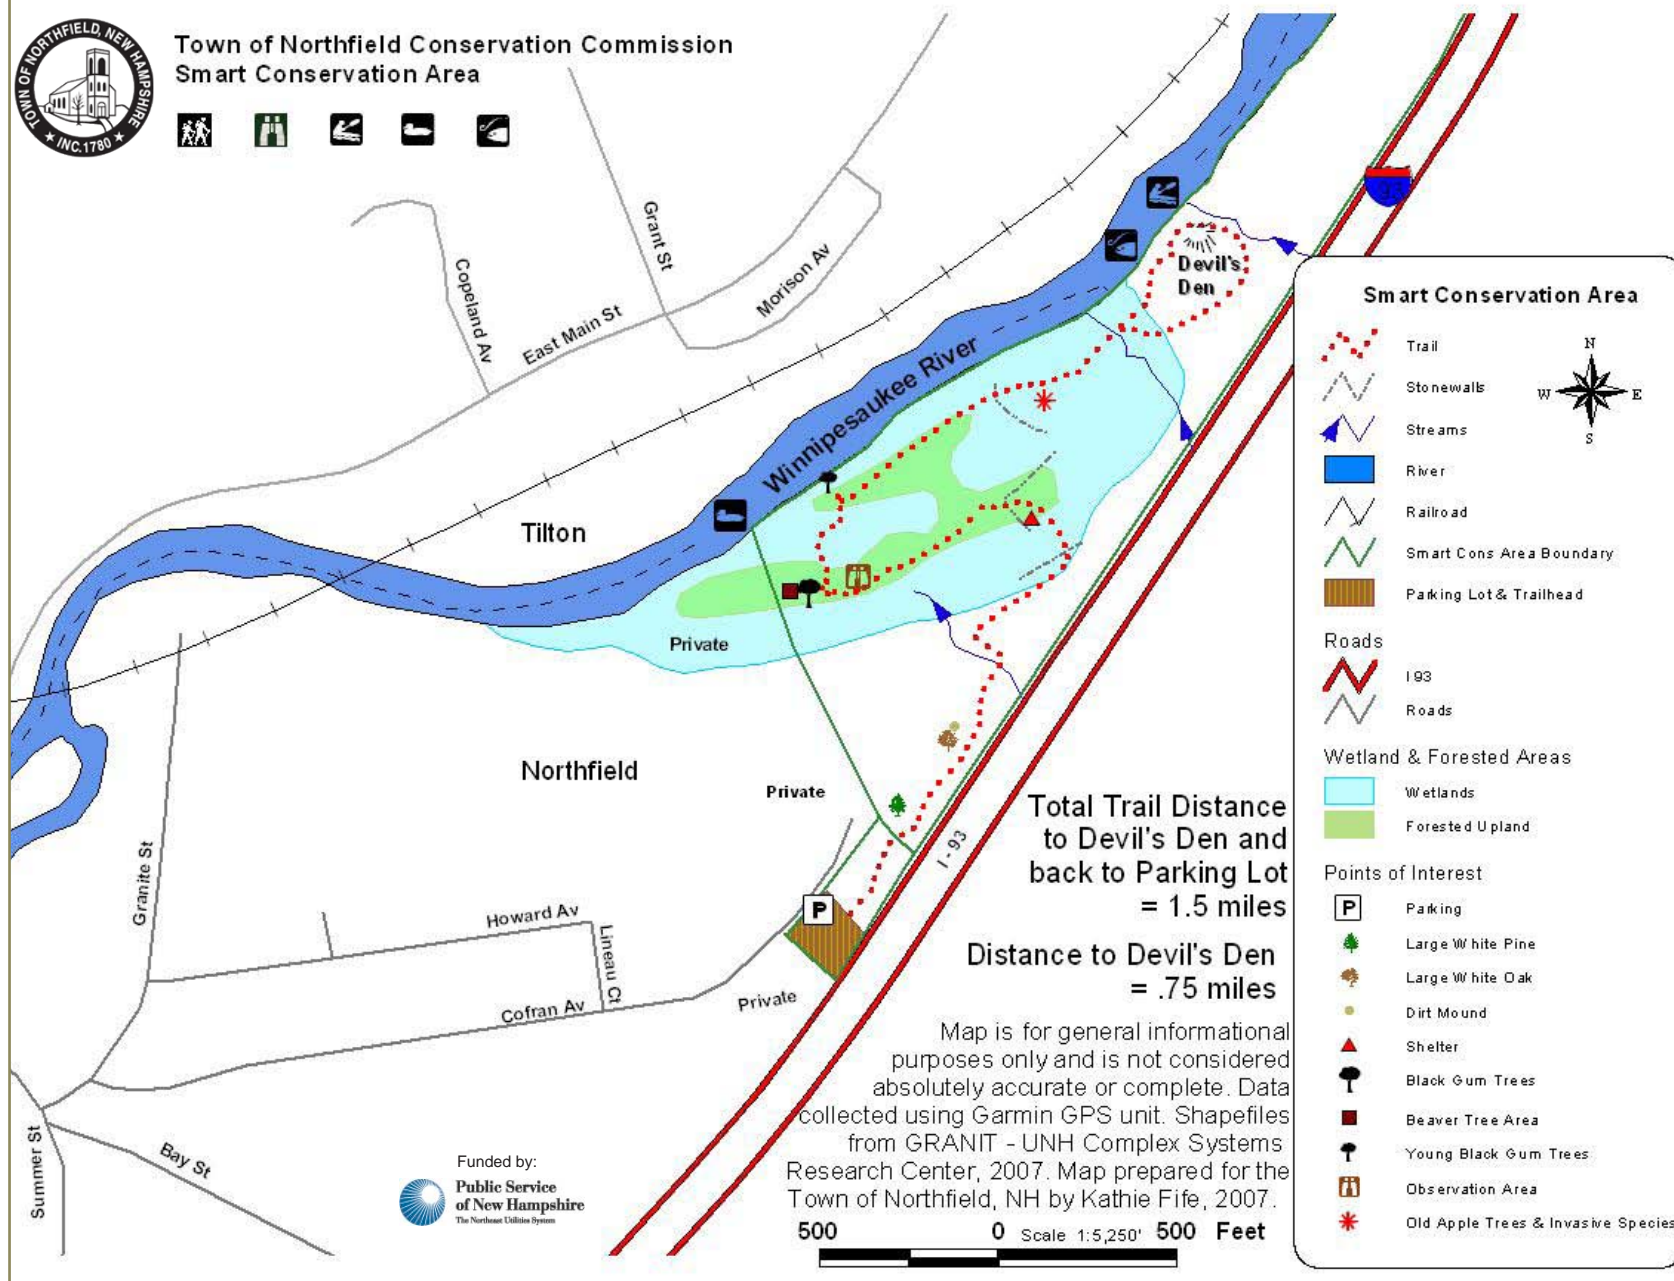 TOWN OF NORTHFIELD, NEW HAMPSHIRE
★ INC.1780 ★
Town of Northfield Conservation Commission
Smart Conservation Area
Grant St
Copeland Av
East Main St
Morison Av
Winnipesaukee River
Devil's
Den
93
Tilton
Private
Northfield
Private
Granite St
Howard Av
Lineau Ct
Cofran Av
Private
Summer St
Bay St
P
I - 93
Total Trail Distance
to Devil's Den and
back to Parking Lot
= 1.5 miles
Distance to Devil's Den
= .75 miles
Map is for general informational
purposes only and is not considered
absolutely accurate or complete. Data
collected using Garmin GPS unit. Shapefiles
from GRANIT - UNH Complex Systems
Research Center, 2007. Map prepared for the
Town of Northfield, NH by Kathie Fife, 2007.
500 0 Scale 1:5,250' 500 Feet
Funded by:
Public Service
of New Hampshire
The Northeast Utilities System
Smart Conservation Area
Trail
Stonewalls
Streams
River
Railroad
Smart Cons Area Boundary
Parking Lot & Trailhead
N
W E
S
Roads
I 93
Roads
Wetland & Forested Areas
Wetlands
Forested Upland
Points of Interest
P Parking
Large White Pine
Large White Oak
Dirt Mound
Shelter
Black Gum Trees
Beaver Tree Area
Young Black Gum Trees
Observation Area
Old Apple Trees & Invasive Species